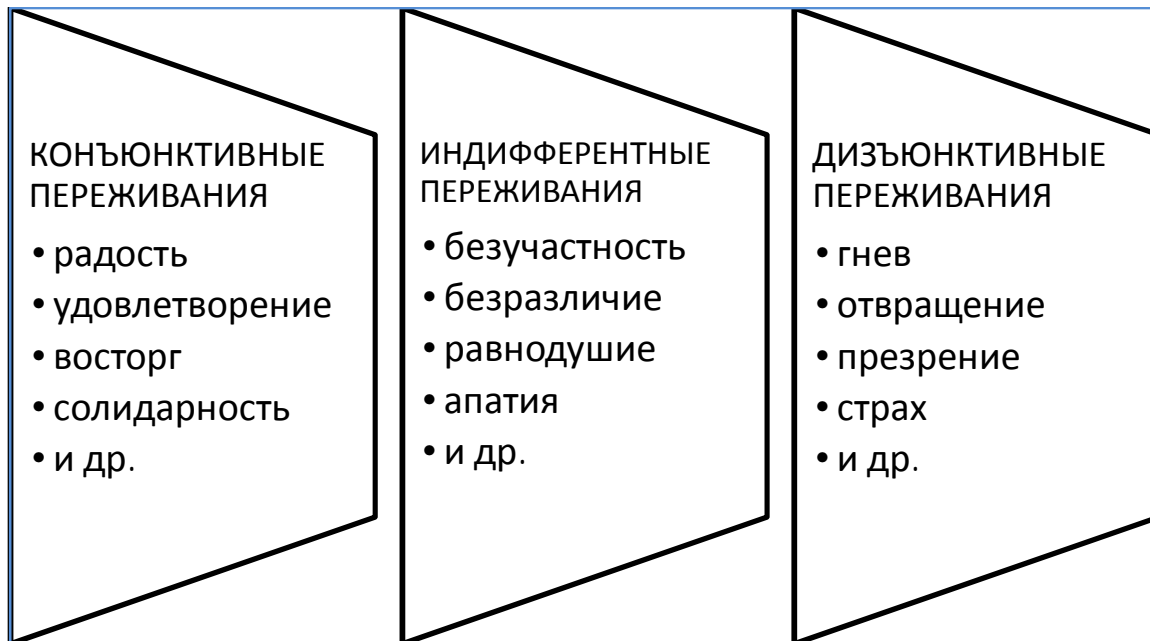 КОНЪЮНКТИВНЫЕ
ПЕРЕЖИВАНИЯ
• радость
• удовлетворение
• восторг
• солидарность
• и др.
ИНДИФФЕРЕНТНЫЕ
ПЕРЕЖИВАНИЯ
• безучастность
• безразличие
• равнодушие
• апатия
• и др.
ДИЗЪЮНКТИВНЫЕ
ПЕРЕЖИВАНИЯ
• гнев
• отвращение
• презрение
• страх
• и др.